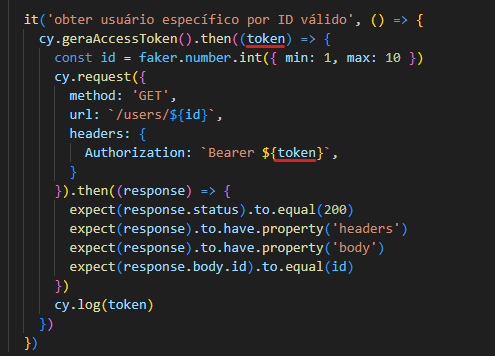 it('obter usuário específico por ID válido', () => {
  cy.geraAccessToken().then((token) => {
    const id = faker.number.int({ min: 1, max: 10 })
    cy.request({
      method: 'GET',
      url: `/users/${id}`,
      headers: {
        Authorization: `Bearer ${token}`,
      }
    }).then((response) => {
      expect(response.status).to.equal(200)
      expect(response).to.have.property('headers')
      expect(response).to.have.property('body')
      expect(response.body.id).to.equal(id)
    })
    cy.log(token)
  })
})